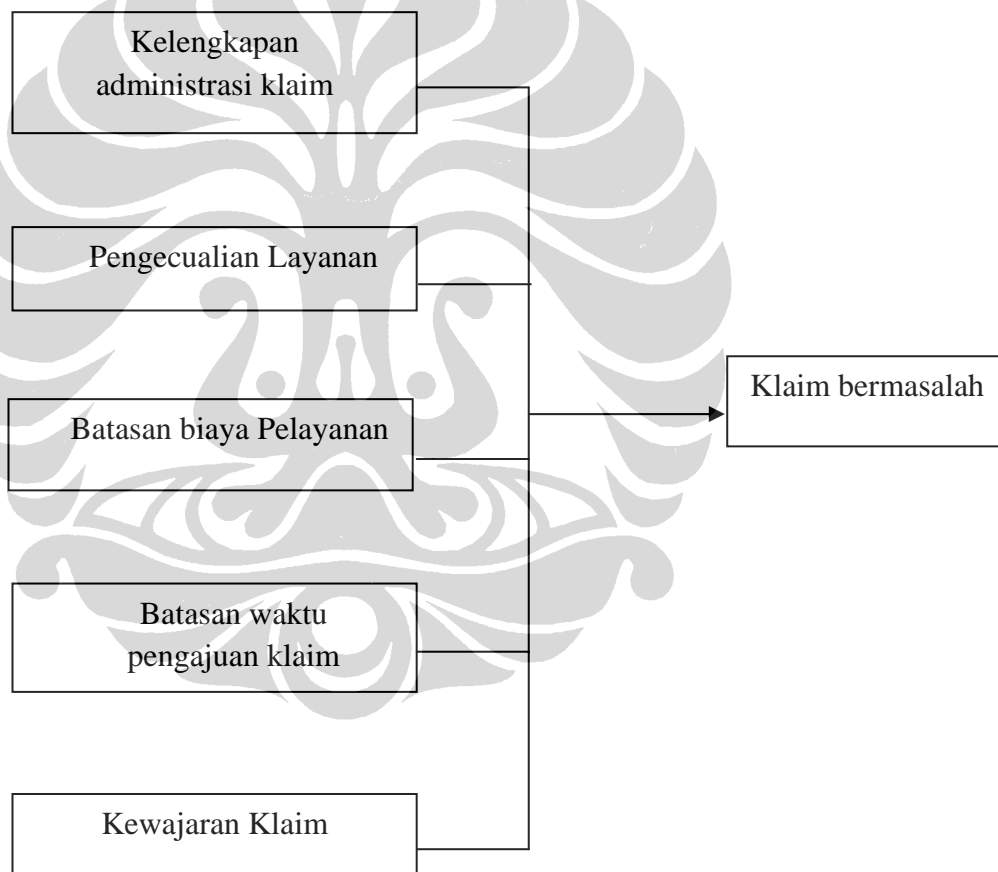 Kelengkapan
administrasi klaim
Pengecualian Layanan
Batasan biaya Pelayanan
Klaim bermasalah
Batasan waktu
pengajuan klaim
Kewajaran Klaim